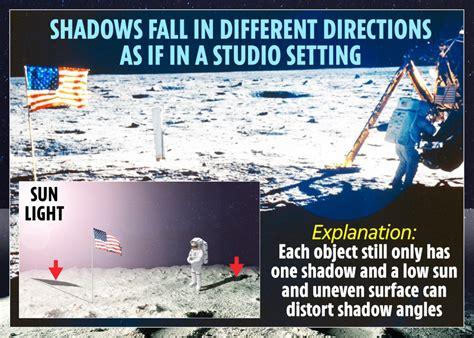 SHADOWS FALL IN DIFFERENT DIRECTIONS
AS IF IN A STUDIO SETTING
SUN
LIGHT
Explanation:
Each object still only has
one shadow and a low sun
and uneven surface can
distort shadow angles